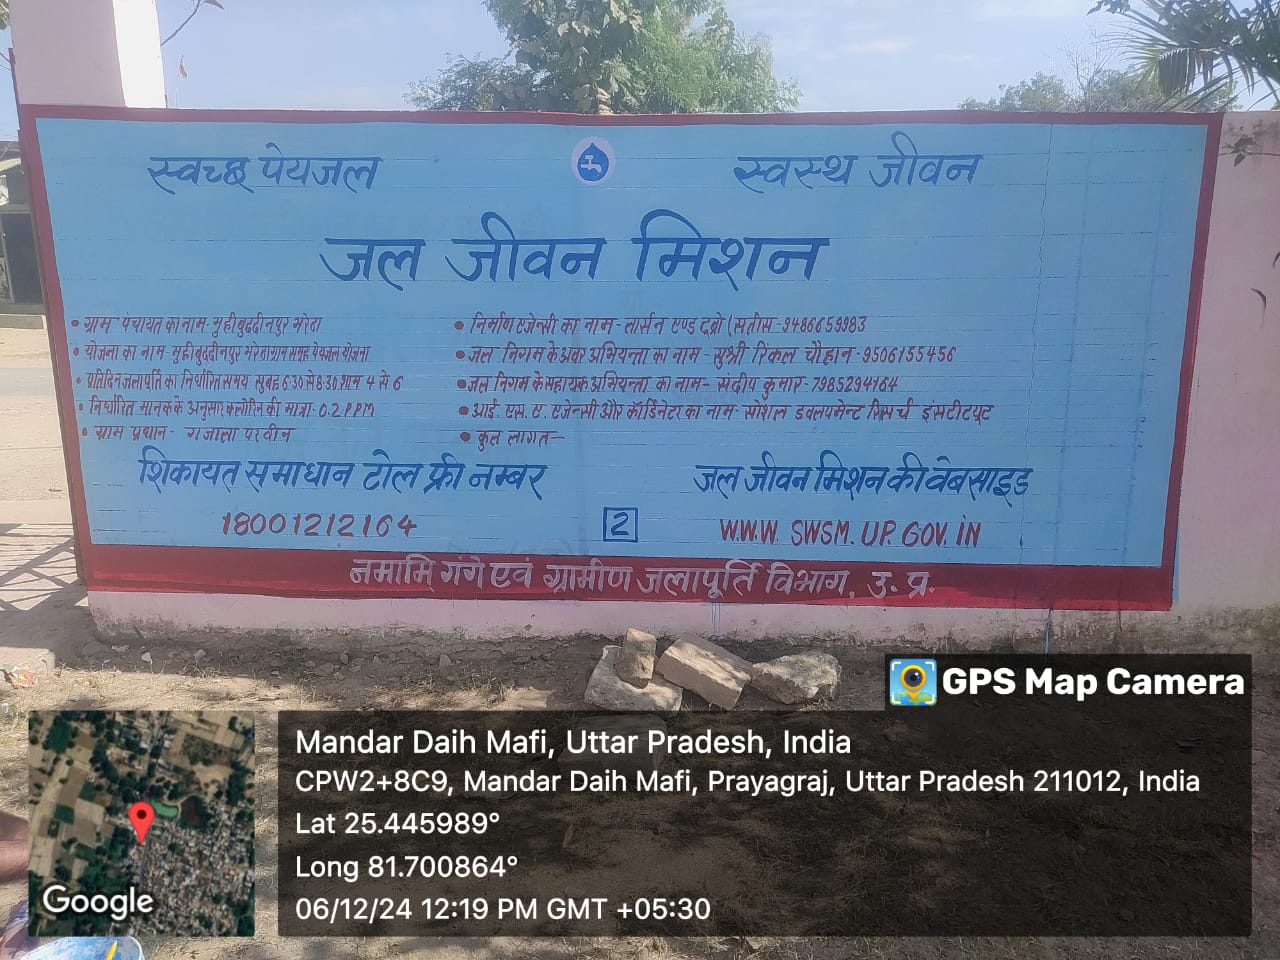 स्वच्छ पेयजल
स्वस्थ जीवन
जल जीवन मिशन
• ग्राम पंचायत का नाम- मुहीबुद्दीनपुर भरेठा
• योजना का नाम- मुहीबुद्दीनपुर भरेठा ग्राम समूह पेयजल योजना
• प्रतिदिन जलापूर्ति का निर्धारित समय सुबह 6:30 से 8:30 शाम 4 से 6
• निर्धारित मानक के अनुसार क्लोरिन की मात्रा- 0.2 PPM
• ग्राम प्रधान- गजाला परवीन
• निर्माण एजेन्सी का नाम- लार्सन एण्ड टूब्रो (सतीस-9486659983
• जल निगम के अवर अभियन्ता का नाम- सुश्री रिंकल चौहान-9506155456
• जल निगम के सहायक अभियन्ता का नाम- संदीप कुमार-7985294164
• आई. एस. ए. एजेन्सी और कॉर्डिनेटर का नाम- सोशल डवलपमेन्ट रिसर्च इंसटीटयूट
• कुल लागत-
शिकायत समाधान टोल फ्री नम्बर
18001212164
2
जल जीवन मिशन की वेबसाइड
WWW. SWSM. UP. GOV. iN
नमामि गंगे एवं ग्रामीण जलापूर्ति विभाग, उ. प्र.
GPS Map Camera
Google
Mandar Daih Mafi, Uttar Pradesh, India
CPW2+8C9, Mandar Daih Mafi, Prayagraj, Uttar Pradesh 211012, India
Lat 25.445989°
Long 81.700864°
06/12/24 12:19 PM GMT +05:30